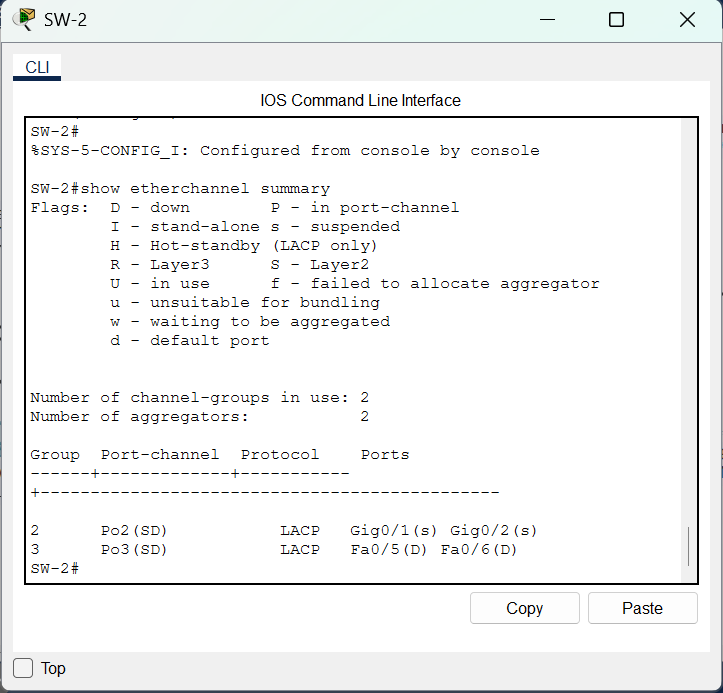 SW-2
CLI
IOS Command Line Interface
SW-2#
%SYS-5-CONFIG_I: Configured from console by console
SW-2#show etherchannel summary
Flags:  D - down        P - in port-channel
        I - stand-alone s - suspended
        H - Hot-standby (LACP only)
        R - Layer3      S - Layer2
        U - in use      f - failed to allocate aggregator
        u - unsuitable for bundling
        w - waiting to be aggregated
        d - default port
Number of channel-groups in use: 2
Number of aggregators:           2
Group  Port-channel  Protocol    Ports
------+-------------+-----------
+----------------------------------------------
2      Po2(SD)           LACP   Gig0/1(s) Gig0/2(s)
3      Po3(SD)           LACP   Fa0/5(D) Fa0/6(D)
SW-2#
Copy
Paste
Top